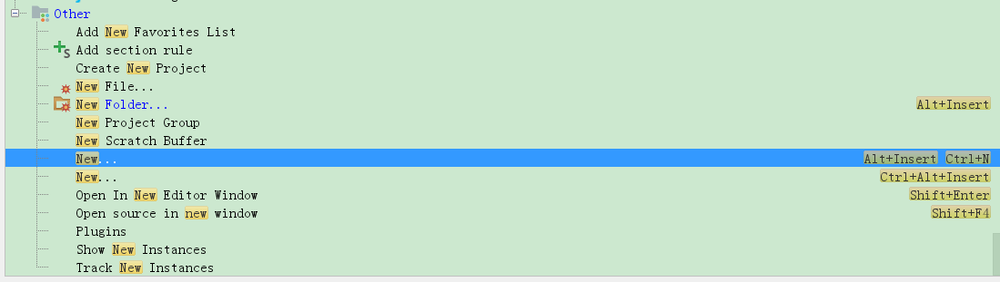 Other
Add New Favorites List
Add section rule
Create New Project
New File...
New Folder... Alt+Insert
New Project Group
New Scratch Buffer
New... Alt+Insert Ctrl+N
New... Ctrl+Alt+Insert
Open In New Editor Window Shift+Enter
Open source in new window Shift+F4
Plugins
Show New Instances
Track New Instances